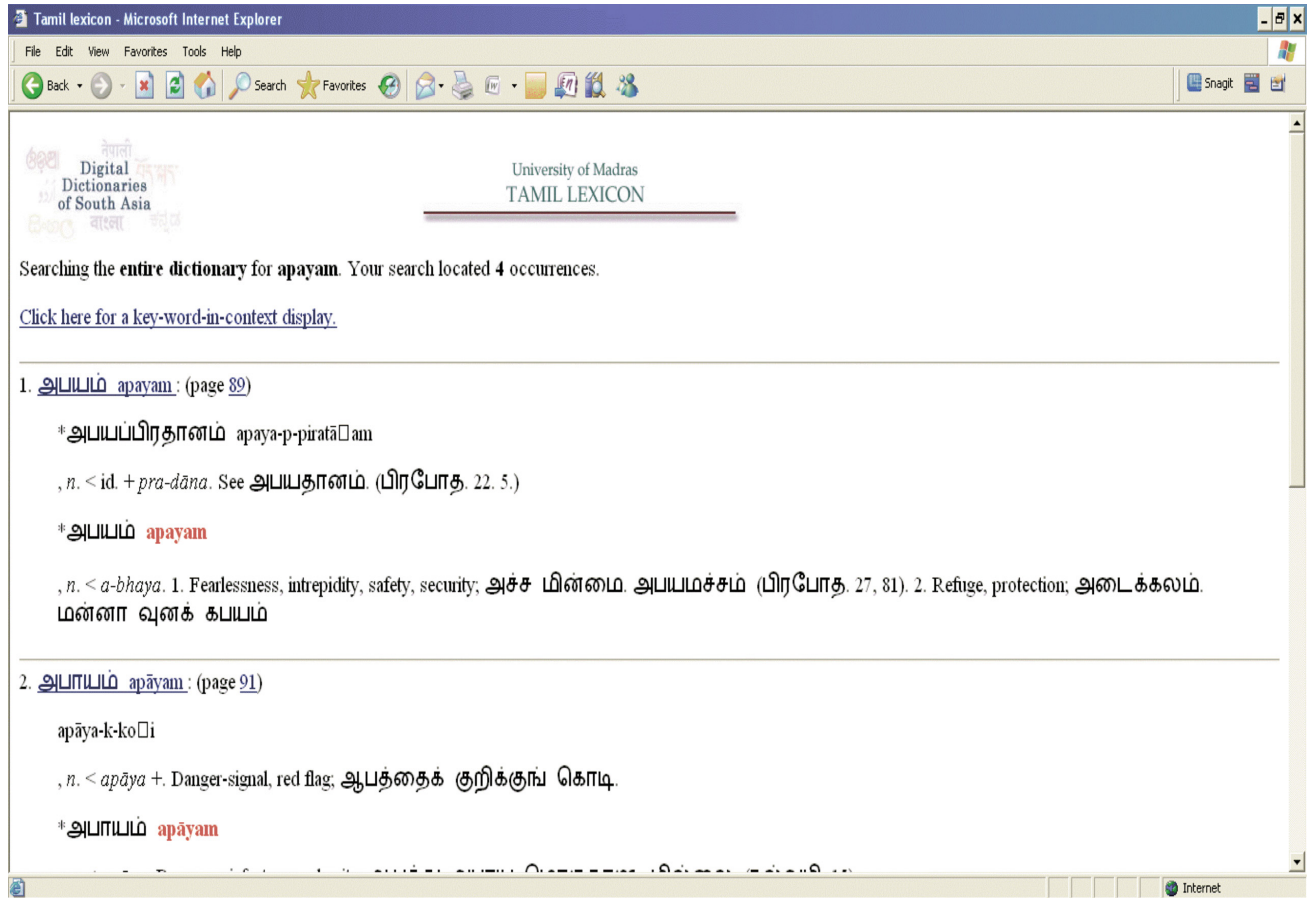 Tamil lexicon - Microsoft Internet Explorer
File Edit View Favorites Tools Help
Back Search Favorites Snagit
नेपाली
Digital
Dictionaries
of South Asia
বাংলা
University of Madras
TAMIL LEXICON
Searching the entire dictionary for apayam. Your search located 4 occurrences.
Click here for a key-word-in-context display.
1. அபயம் apayam : (page 89)
*அபயப்பிரதானம் apaya-p-piratā□am
, n. < id. + pra-dāna. See அபயதானம். (பிரபோத. 22. 5.)
*அபயம் apayam
, n. < a-bhaya. 1. Fearlessness, intrepidity, safety, security; அச்ச மின்மை. அபயமச்சம் (பிரபோத. 27, 81). 2. Refuge, protection; அடைக்கலம்.
மன்னா வுனக் கபயம்
2. அபாயம் apāyam : (page 91)
apāya-k-ko□i
, n. < apāya +. Danger-signal, red flag; ஆபத்தைக் குறிக்குங் கொடி.
*அபாயம் apāyam
Internet